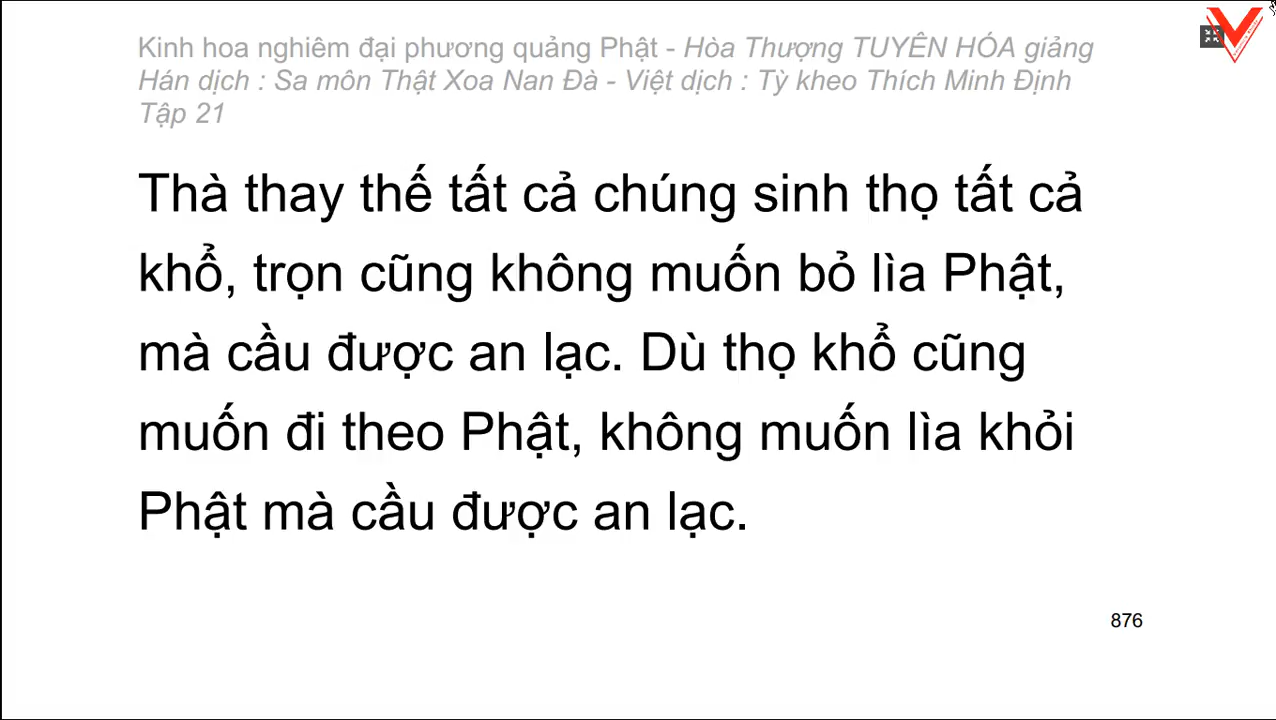 Kinh hoa nghiêm đại phương quảng Phật - Hòa Thượng TUYÊN HÓA giảng
Hán dịch : Sa môn Thật Xoa Nan Đà - Việt dịch : Tỳ kheo Thích Minh Định
Tập 21
Thà thay thế tất cả chúng sinh thọ tất cả
khổ, trọn cũng không muốn bỏ lìa Phật,
mà cầu được an lạc. Dù thọ khổ cũng
muốn đi theo Phật, không muốn lìa khỏi
Phật mà cầu được an lạc.
876